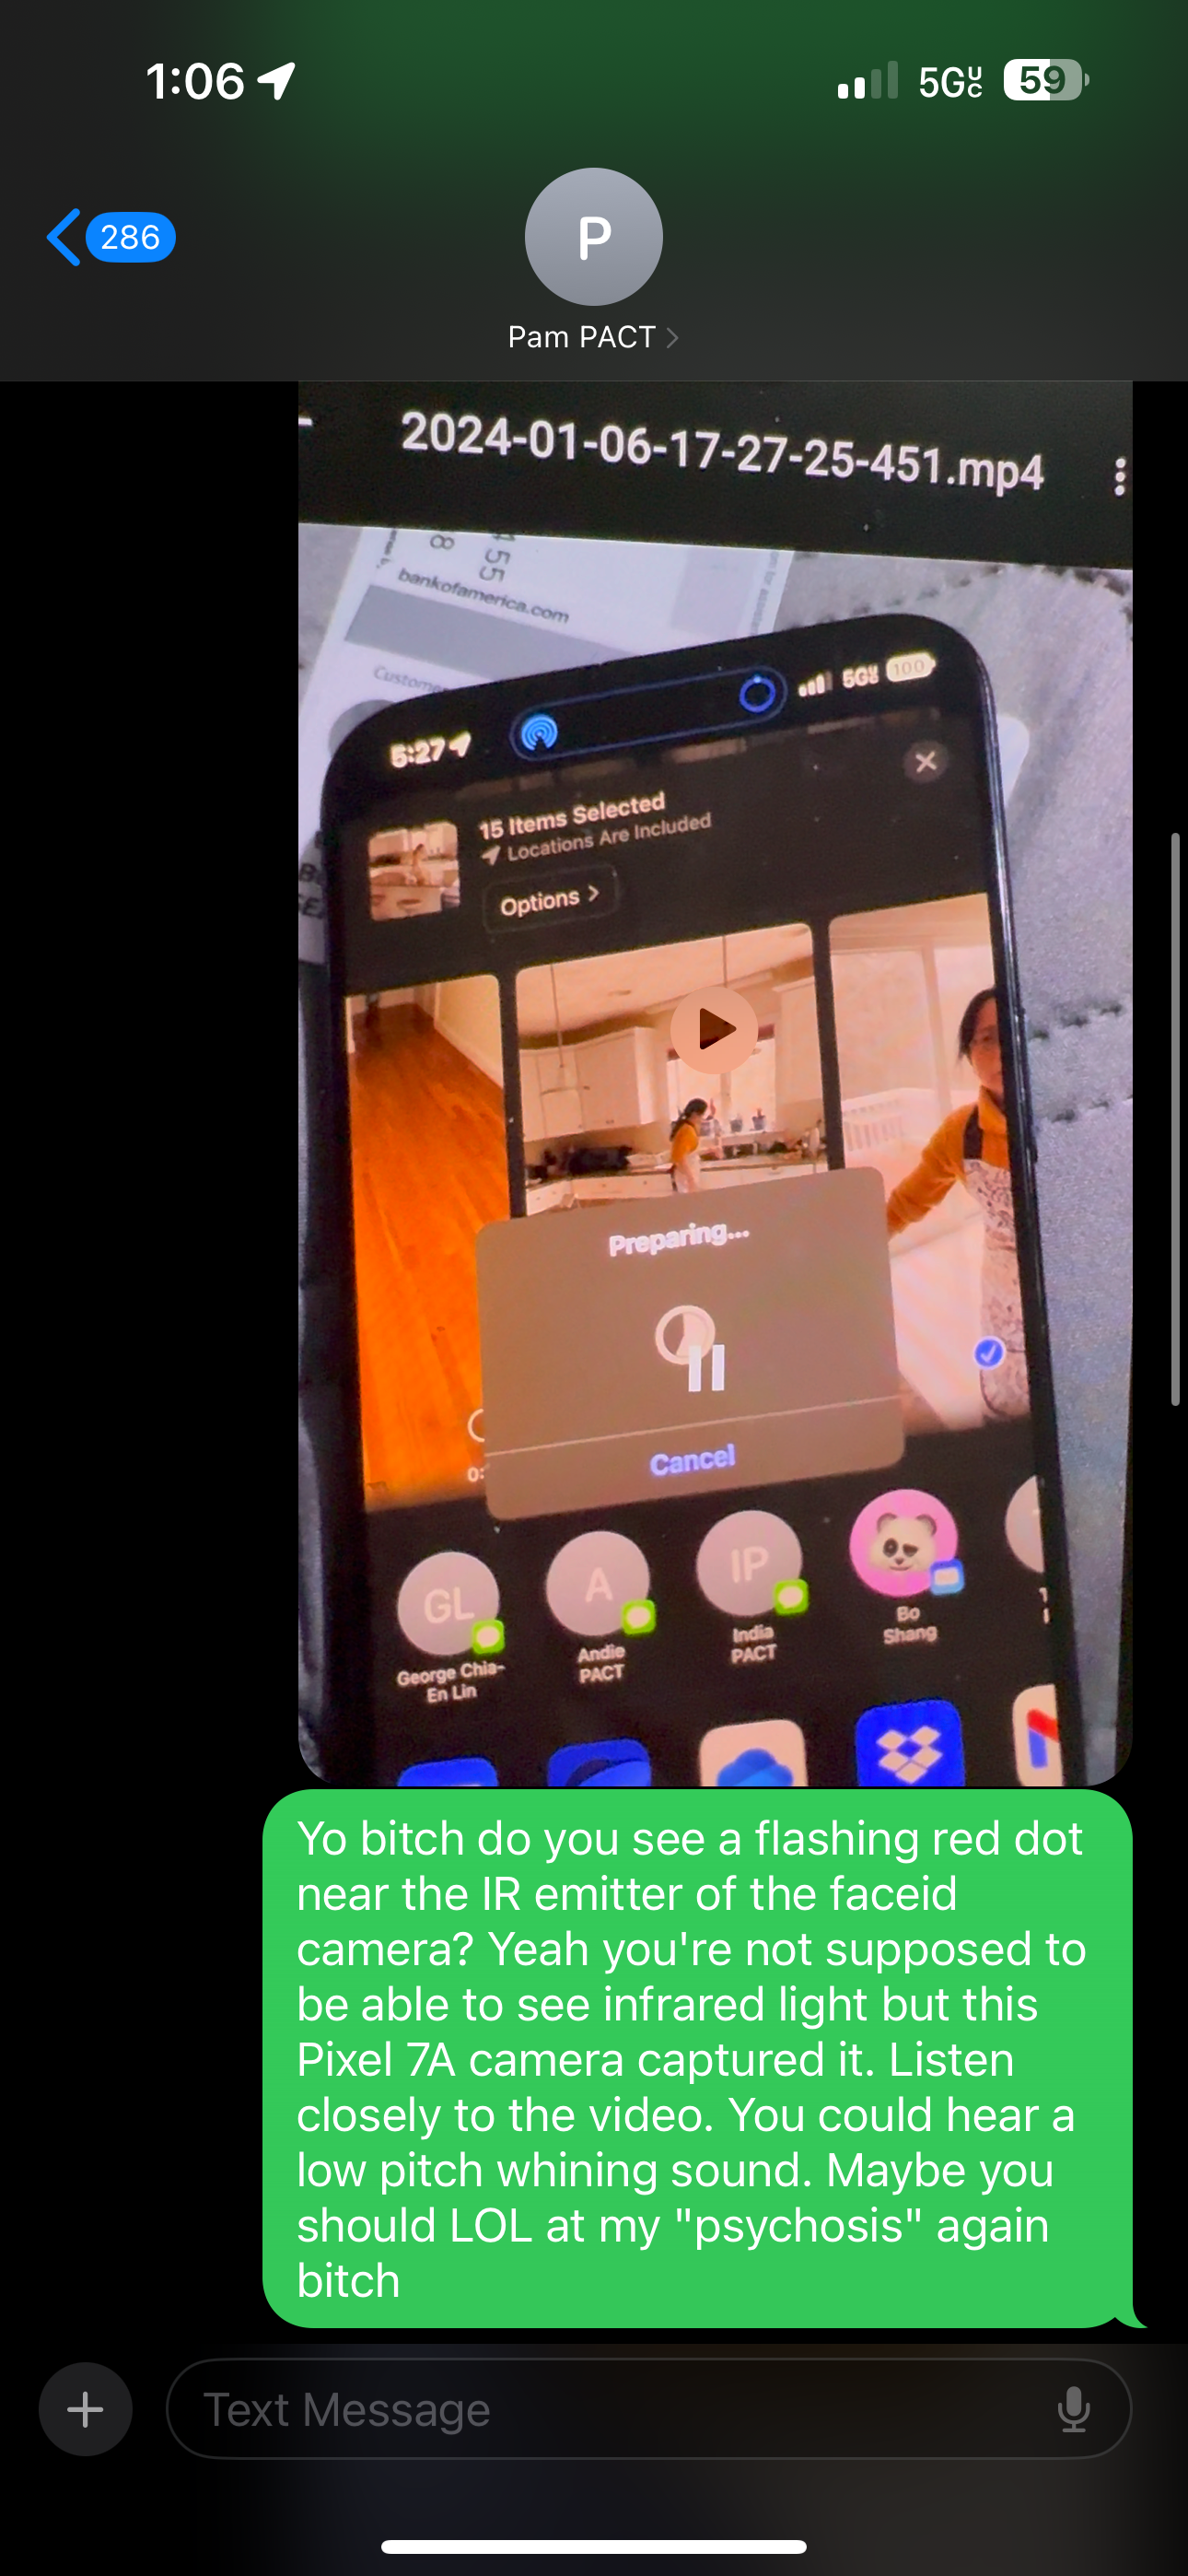 1:06
5GUC
59
286
P
Pam PACT
2024-01-06-17-27-25-451.mp4
8
55
bankofamerica.com
5:27
100
15 Items Selected
Locations Are Included
Options
Preparing...
Cancel
GL
A
IP
George Chia-
En Lin
Andie
PACT
India
PACT
Bo
Shang
Yo bitch do you see a flashing red dot
near the IR emitter of the faceid
camera? Yeah you're not supposed to
be able to see infrared light but this
Pixel 7A camera captured it. Listen
closely to the video. You could hear a
low pitch whining sound. Maybe you
should LOL at my "psychosis" again
bitch
Text Message